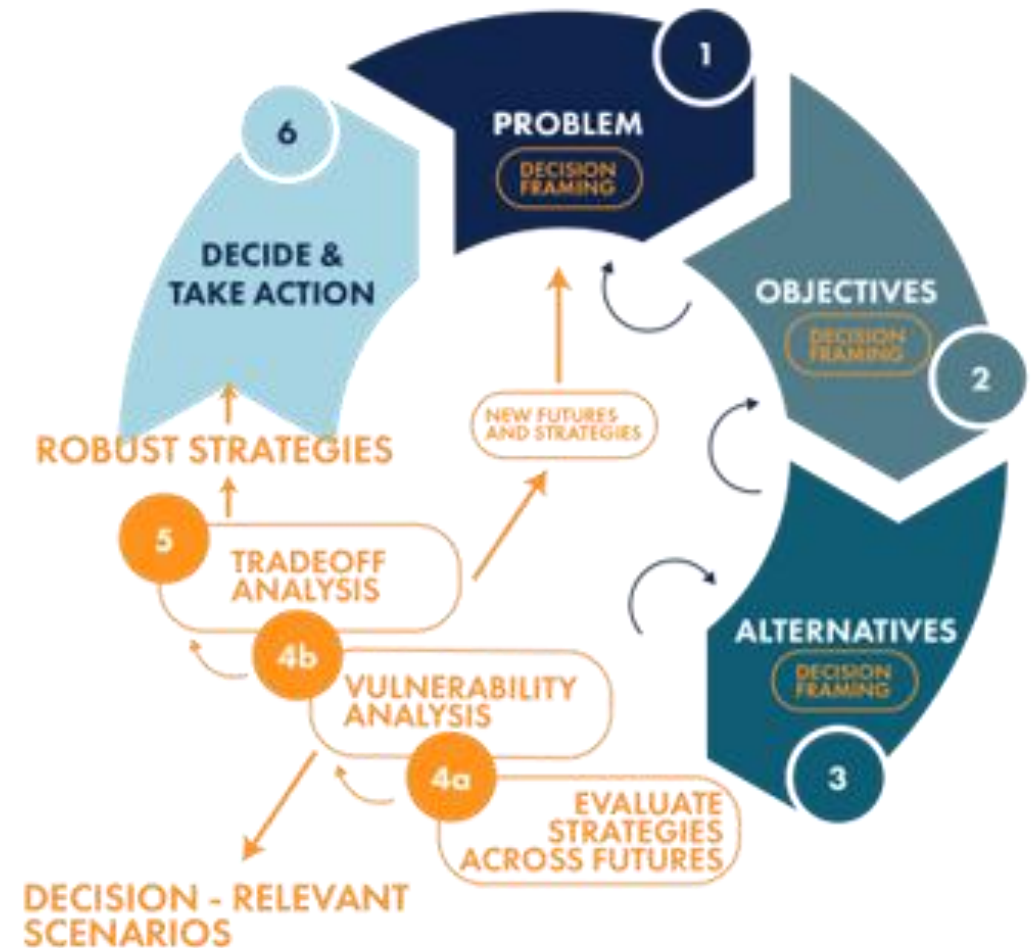 1
PROBLEM
DECISION
FRAMING
OBJECTIVES
DECISION
FRAMING
2
ALTERNATIVES
DECISION
FRAMING
3
4a
EVALUATE
STRATEGIES
ACROSS FUTURES
4b
VULNERABILITY
ANALYSIS
DECISION - RELEVANT
SCENARIOS
5
TRADEOFF
ANALYSIS
NEW FUTURES
AND STRATEGIES
ROBUST STRATEGIES
6
DECIDE &
TAKE ACTION